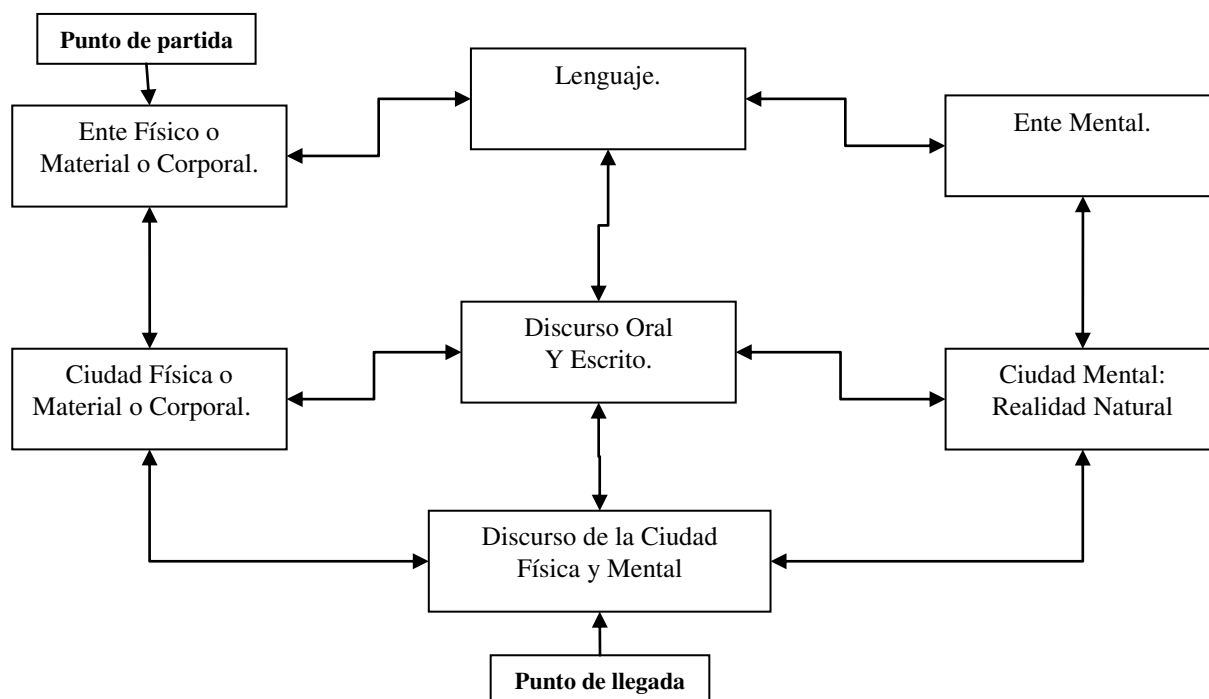 Punto de partida
Lenguaje.
Ente Físico o
Material o Corporal.
Ente Mental.
Discurso Oral
Y Escrito.
Ciudad Física o
Material o Corporal.
Ciudad Mental:
Realidad Natural
Discurso de la Ciudad
Física y Mental
Punto de llegada